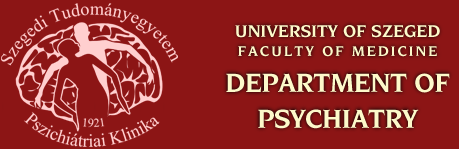 Szegedi Tudományegyetem
1921
Pszichiátriai Klinika
UNIVERSITY OF SZEGED
FACULTY OF MEDICINE
DEPARTMENT OF
PSYCHIATRY